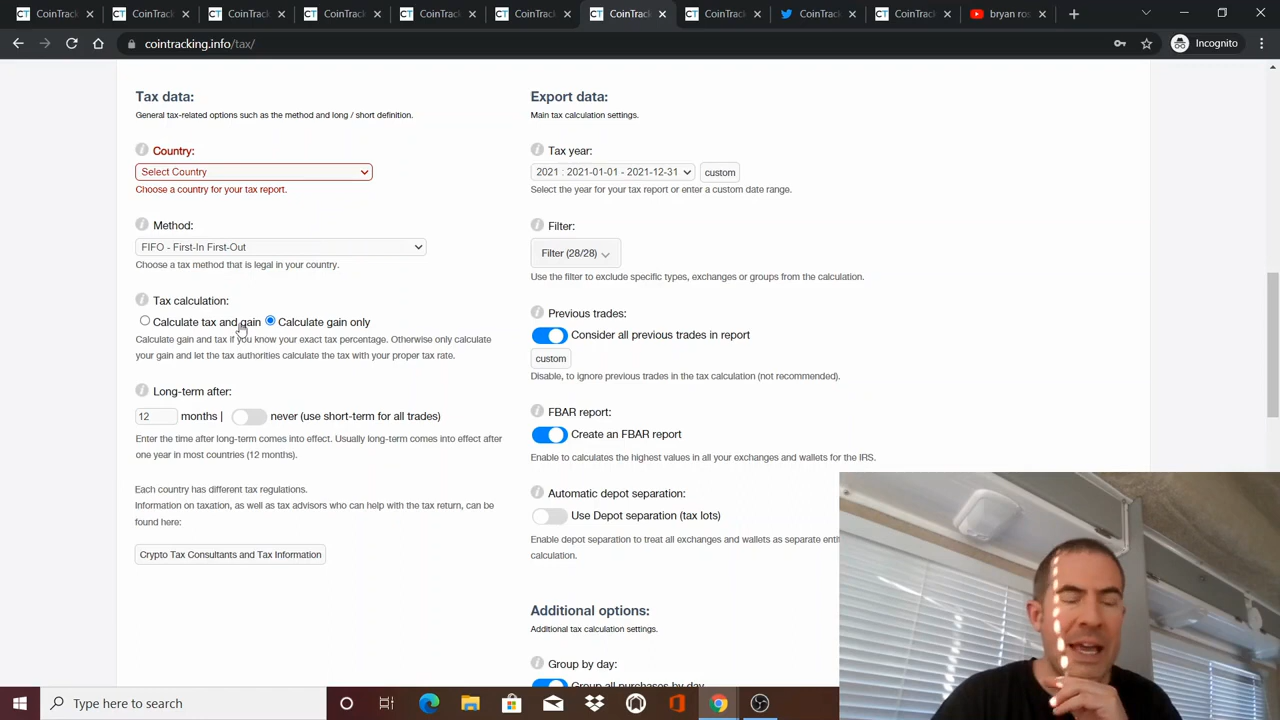 CoinTrack
CoinTrack
CoinTrack
CoinTrack
CoinTrack
CoinTrack
CoinTrack
CoinTrack
CoinTrack
bryan ros
cointracking.info/tax/
Incognito
Tax data:
General tax-related options such as the method and long / short definition.
Country:
Select Country
Choose a country for your tax report.
Method:
FIFO - First-In First-Out
Choose a tax method that is legal in your country.
Tax calculation:
Calculate tax and gain Calculate gain only
Calculate gain and tax if you know your exact tax percentage. Otherwise only calculate
your gain and let the tax authorities calculate the tax with your proper tax rate.
Long-term after:
12 months | never (use short-term for all trades)
Enter the time after long-term comes into effect. Usually long-term comes into effect after
one year in most countries (12 months).
Each country has different tax regulations.
Information on taxation, as well as tax advisors who can help with the tax return, can be
found here:
Crypto Tax Consultants and Tax Information
Export data:
Main tax calculation settings.
Tax year:
2021 : 2021-01-01 - 2021-12-31 custom
Select the year for your tax report or enter a custom date range.
Filter:
Filter (28/28)
Use the filter to exclude specific types, exchanges or groups from the calculation.
Previous trades:
Consider all previous trades in report
custom
Disable, to ignore previous trades in the tax calculation (not recommended).
FBAR report:
Create an FBAR report
Enable to calculates the highest values in all your exchanges and wallets for the IRS.
Automatic depot separation:
Use Depot separation (tax lots)
Enable depot separation to treat all exchanges and wallets as separate enti
calculation.
Additional options:
Additional tax calculation settings.
Group by day:
Group all purchases by day
Type here to search